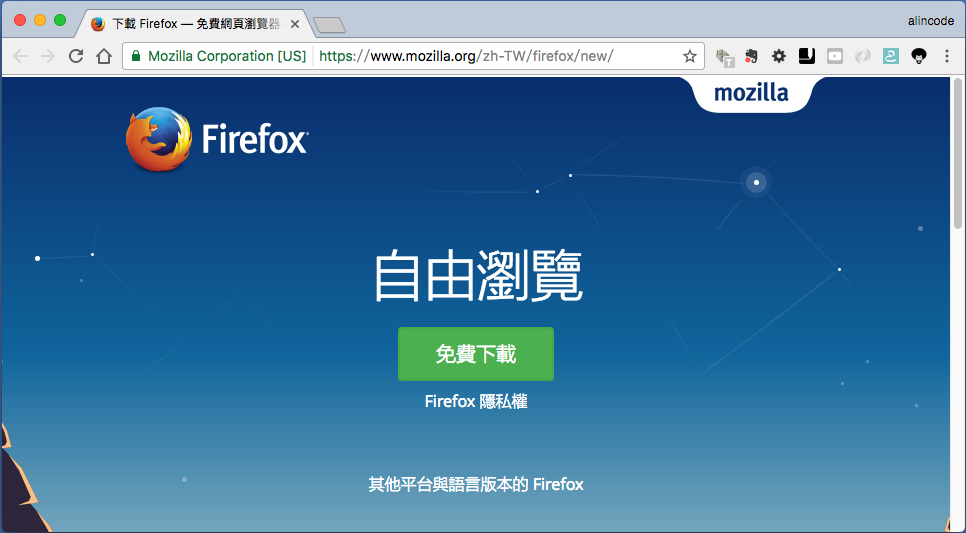 下載 Firefox — 免費網頁瀏覽器
alincode
Mozilla Corporation [US]
https://www.mozilla.org/zh-TW/firefox/new/
mozilla
Firefox
自由瀏覽
免費下載
Firefox 隱私權
其他平台與語言版本的 Firefox